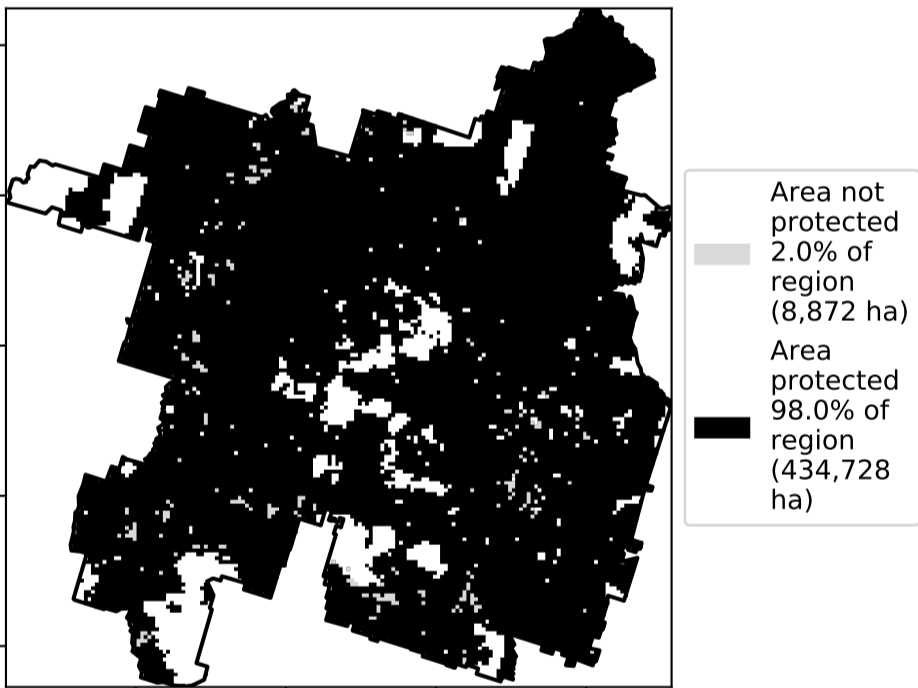 Area not
protected
2.0% of
region
(8,872 ha)
Area
protected
98.0% of
region
(434,728
ha)